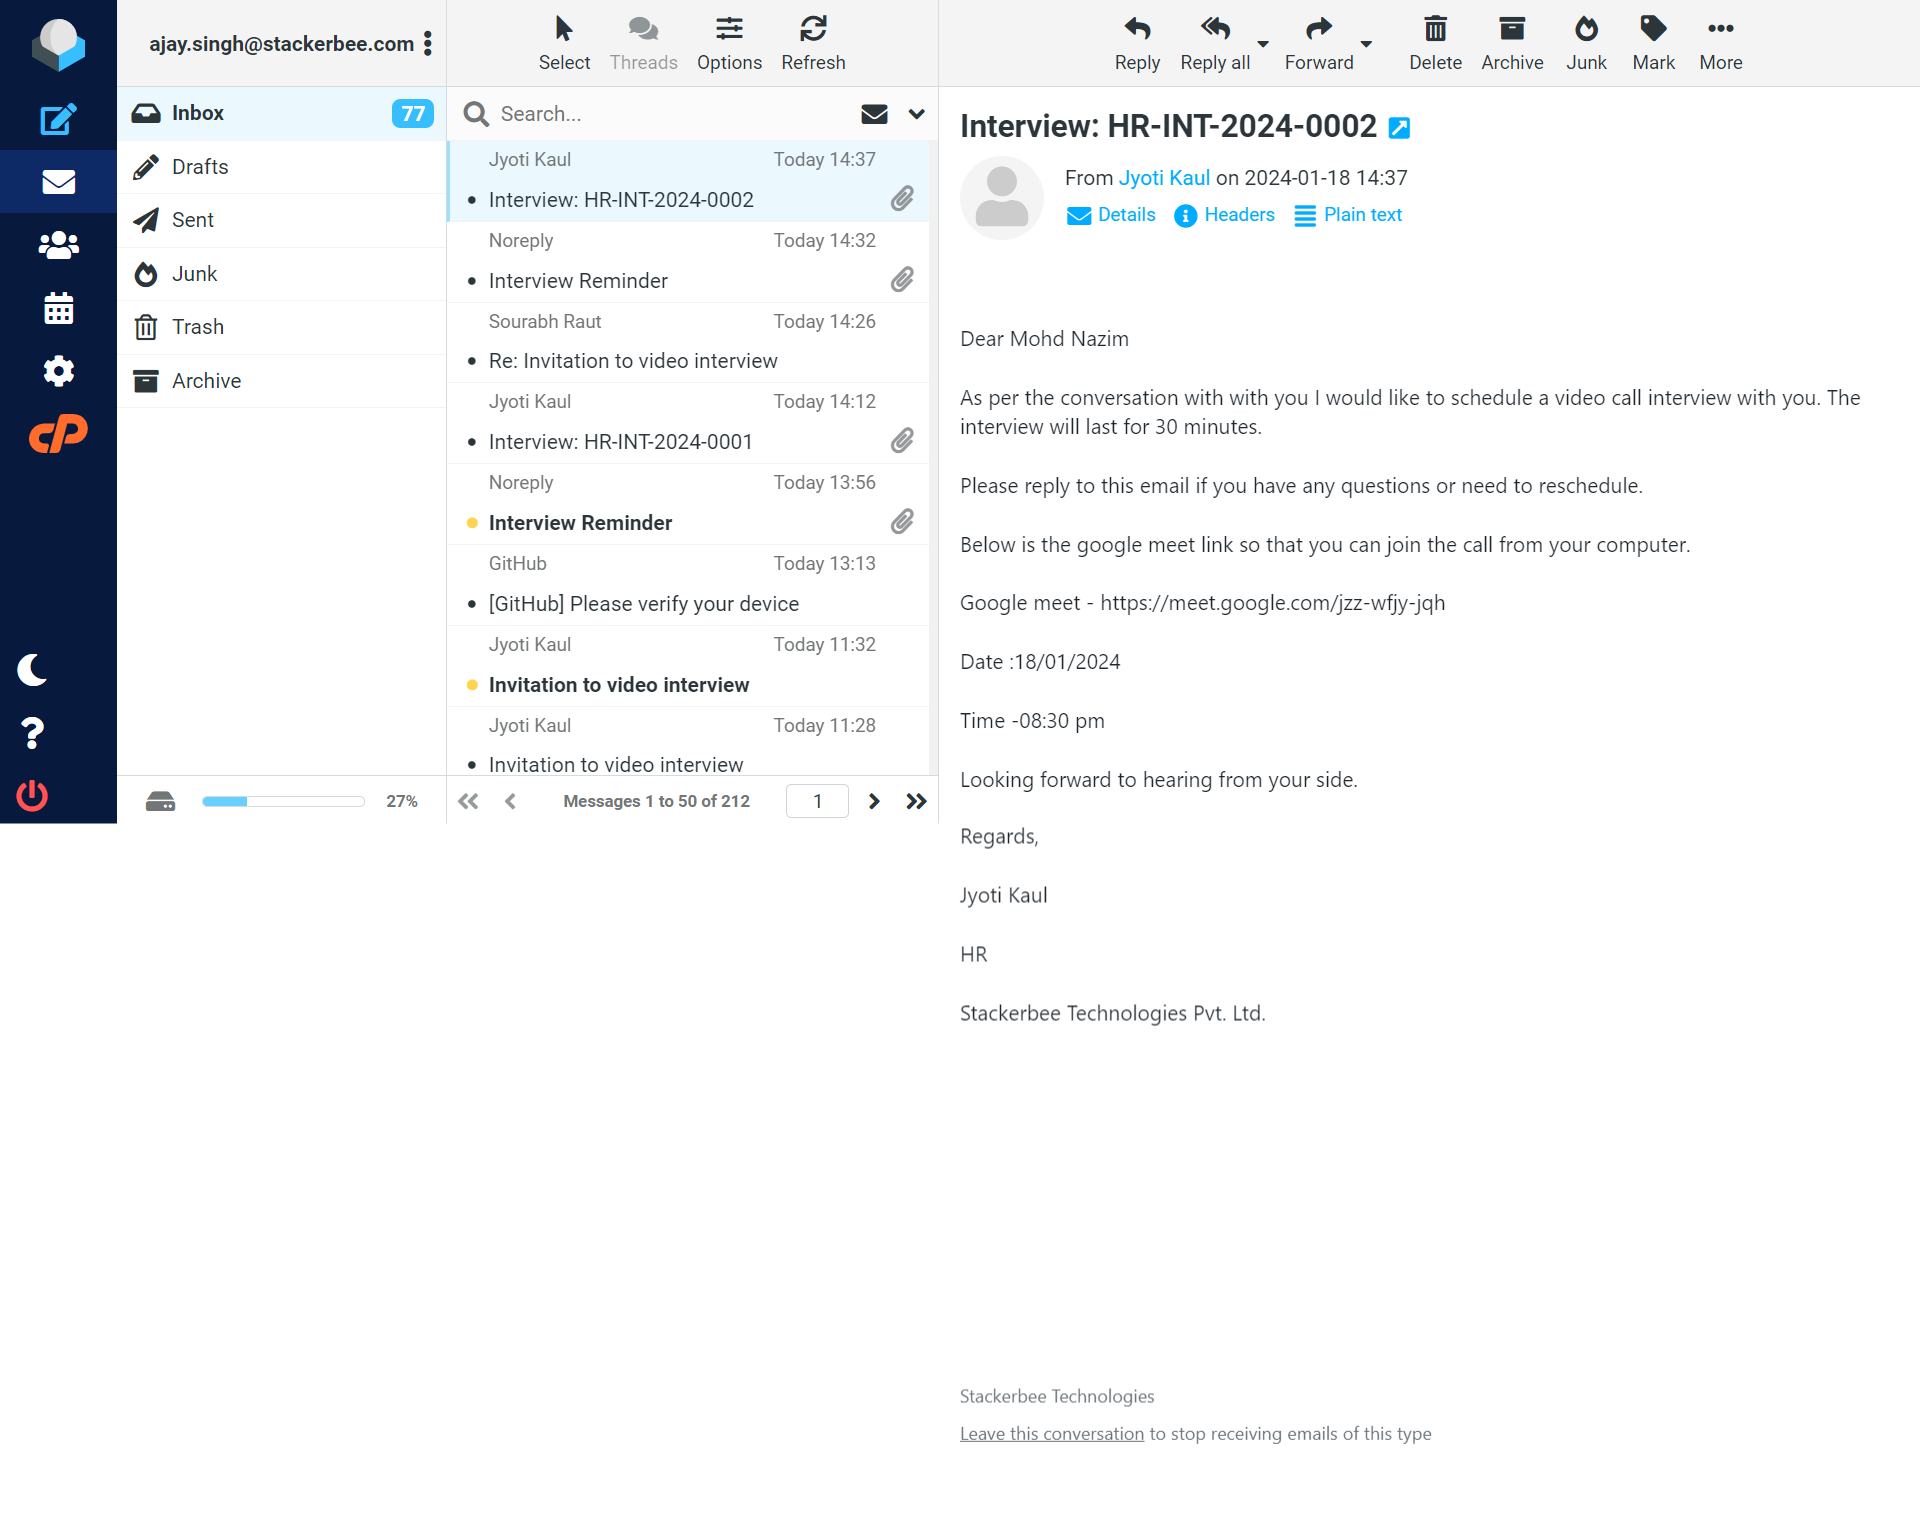 ajay.singh@stackerbee.com
Inbox 77
Drafts
Sent
Junk
Trash
Archive
27%
Select Threads Options Refresh
Search...
Jyoti Kaul Today 14:37
• Interview: HR-INT-2024-0002
Noreply Today 14:32
• Interview Reminder
Sourabh Raut Today 14:26
• Re: Invitation to video interview
Jyoti Kaul Today 14:12
• Interview: HR-INT-2024-0001
Noreply Today 13:56
Interview Reminder
GitHub Today 13:13
• [GitHub] Please verify your device
Jyoti Kaul Today 11:32
Invitation to video interview
Jyoti Kaul Today 11:28
• Invitation to video interview
Messages 1 to 50 of 212 1
Reply Reply all Forward Delete Archive Junk Mark More
Interview: HR-INT-2024-0002
From Jyoti Kaul on 2024-01-18 14:37
Details Headers Plain text
Dear Mohd Nazim
As per the conversation with with you I would like to schedule a video call interview with you. The
interview will last for 30 minutes.
Please reply to this email if you have any questions or need to reschedule.
Below is the google meet link so that you can join the call from your computer.
Google meet - https://meet.google.com/jzz-wfjy-jqh
Date :18/01/2024
Time -08:30 pm
Looking forward to hearing from your side.
Regards,
Jyoti Kaul
HR
Stackerbee Technologies Pvt. Ltd.
Stackerbee Technologies
Leave this conversation to stop receiving emails of this type